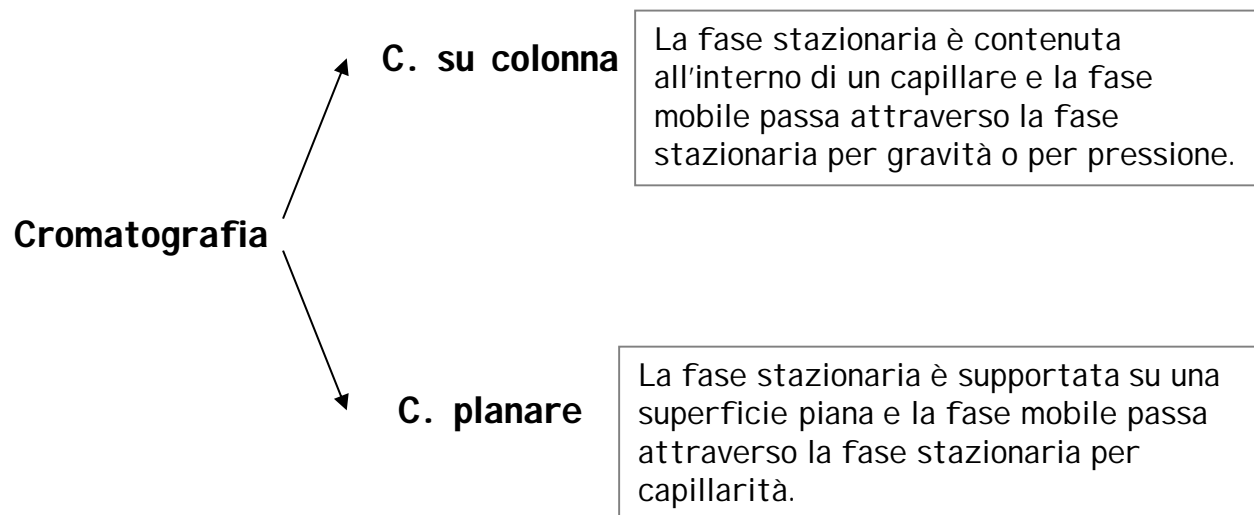 C. su colonna
La fase stazionaria è contenuta
all'interno di un capillare e la fase
mobile passa attraverso la fase
stazionaria per gravità o per pressione.
Cromatografia
C. planare
La fase stazionaria è supportata su una
superficie piana e la fase mobile passa
attraverso la fase stazionaria per
capillarità.